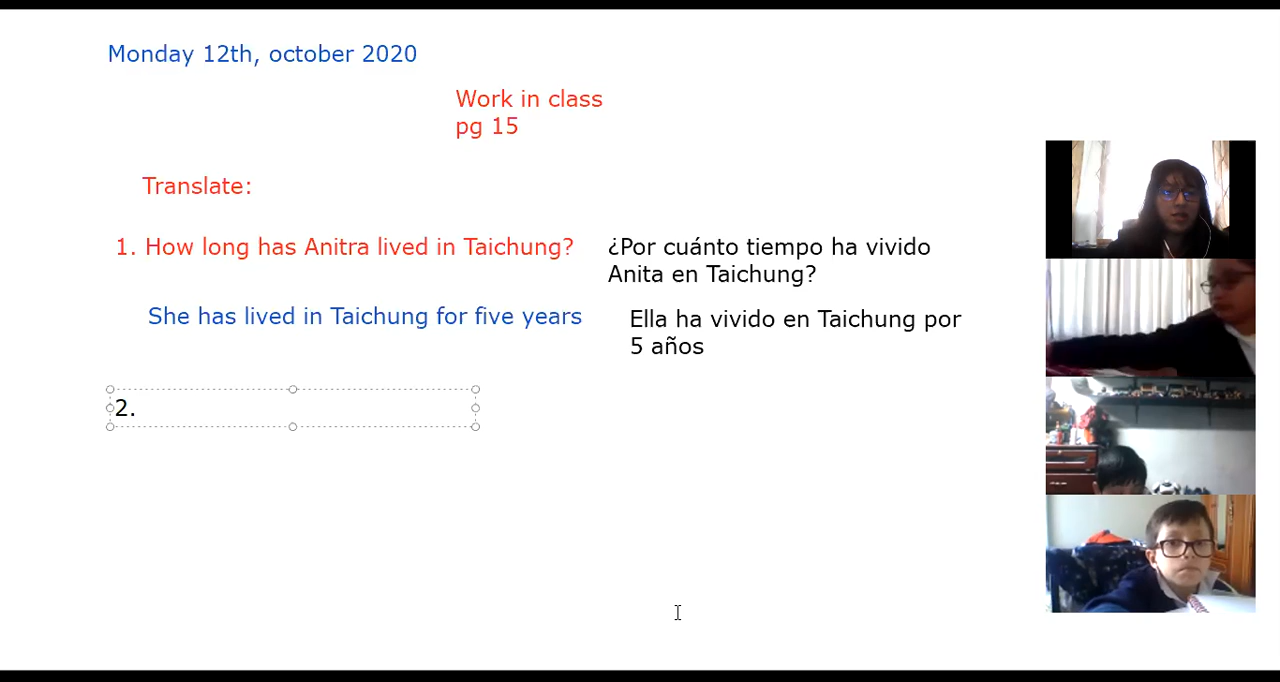 Monday 12th, october 2020
Work in class
pg 15
Translate:
1. How long has Anitra lived in Taichung?
¿Por cuánto tiempo ha vivido
Anita en Taichung?
She has lived in Taichung for five years
Ella ha vivido en Taichung por
5 años
2.